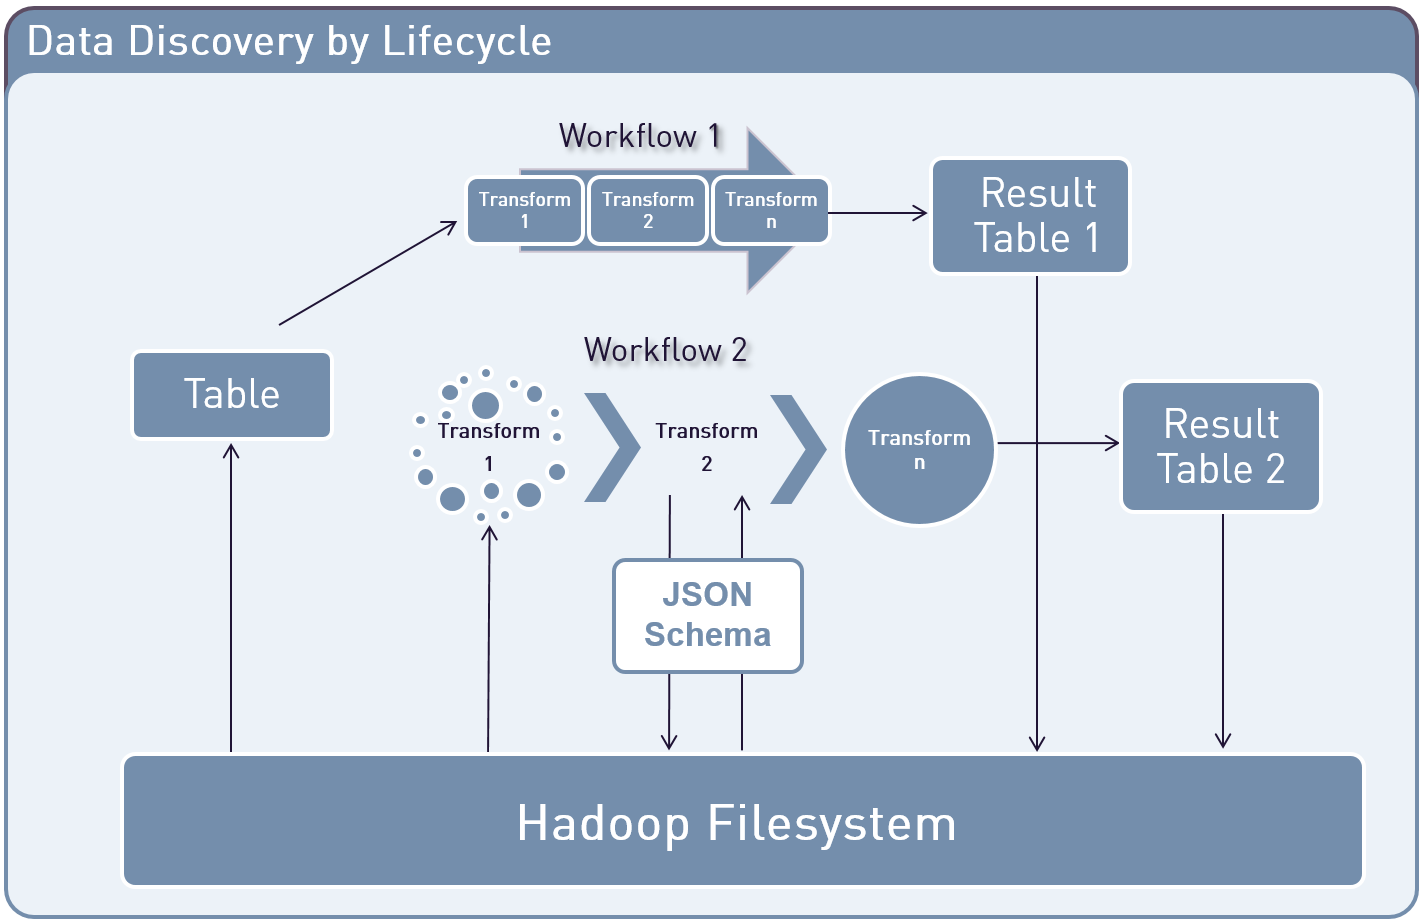 Data Discovery by Lifecycle
Workflow 1
Transform
1
Transform
2
Transform
n
Result
Table 1
Workflow 2
Table
Transform
1
Transform
2
Transform
n
Result
Table 2
JSON
Schema
Hadoop Filesystem